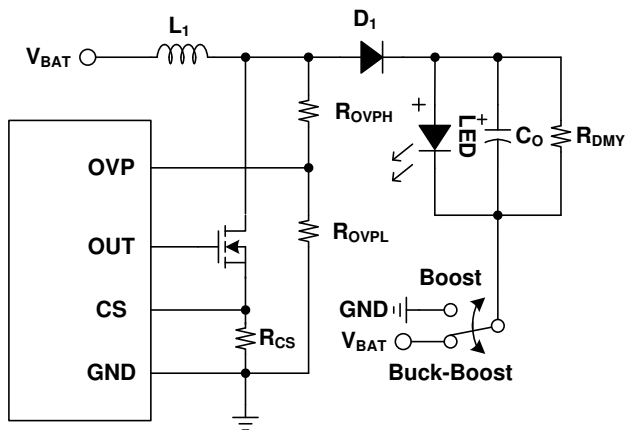 L1
D1
VBAT
ROVPH
+
LED
+
CO
RDMY
OVP
ROVPL
OUT
Boost
CS
GND
RCS
VBAT
GND
Buck-Boost